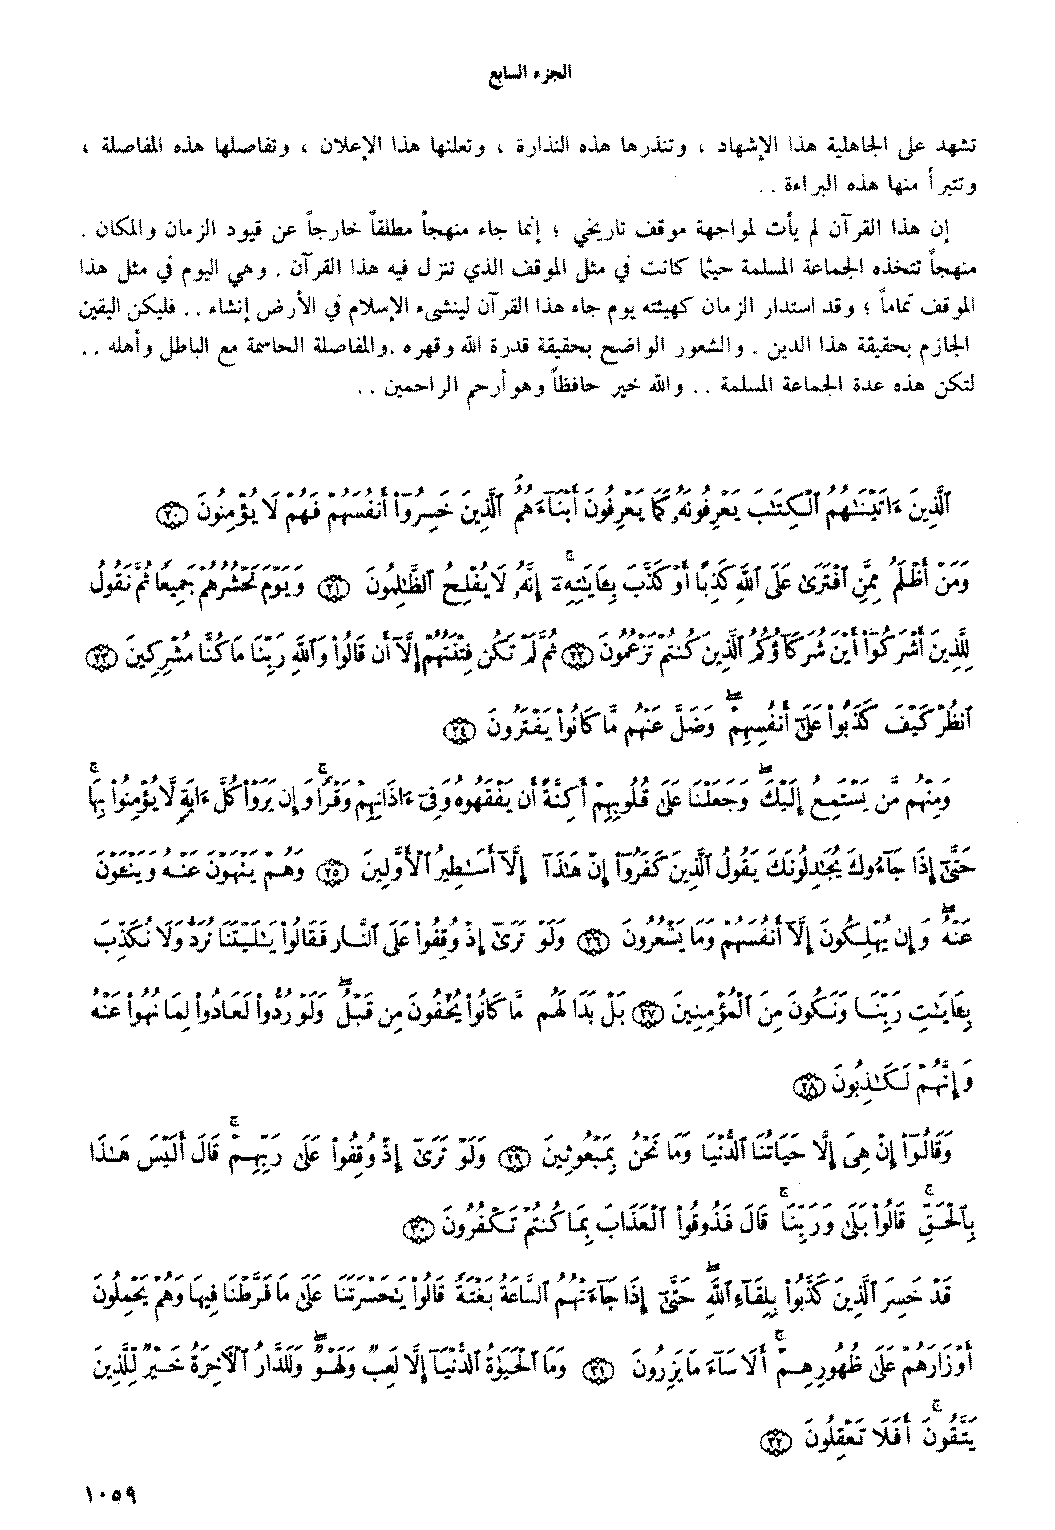 الجزء السابع
تشهد على الجاهلية هذا الإشهاد ، وتنذرها هذه النذارة ، وتعلنها هذا الإعلان ، وتفاصلها هذه المفاصلة ،
وتتبرأ منها هذه البراءة . .
إن هذا القرآن لم يأت لمواجهة موقف تاريخي ؛ إنما جاء منهجاً مطلقاً خارجاً عن قيود الزمان والمكان .
منهجاً تتخذه الجماعة المسلمة حيثما كانت في مثل الموقف الذي تنزل فيه هذا القرآن . وهي اليوم في مثل هذا
الموقف تماماً ؛ وقد استدار الزمان كهيئته يوم جاء هذا القرآن لينشىء الإسلام في الأرض إنشاء . . فليكن اليقين
الجازم بحقيقة هذا الدين . والشعور الواضح بحقيقة قدرة الله وقهره .والمفاصلة الحاسمة مع الباطل وأهله . .
لتكن هذه عدة الجماعة المسلمة . . والله خير حافظاً وهو أرحم الراحمين . .
ٱلَّذِينَ ءَاتَيْنَٰهُمُ ٱلْكِتَٰبَ يَعْرِفُونَهُۥ كَمَا يَعْرِفُونَ أَبْنَآءَهُمُ ٱلَّذِينَ خَسِرُوٓاْ أَنفُسَهُمْ فَهُمْ لَا يُؤْمِنُونَ ٢٠
وَمَنْ أَظْلَمُ مِمَّنِ ٱفْتَرَىٰ عَلَى ٱللَّهِ كَذِبًا أَوْ كَذَّبَ بِـَٔايَٰتِهِۦٓ ۚ إِنَّهُۥ لَا يُفْلِحُ ٱلظَّٰلِمُونَ ٢١ وَيَوْمَ نَحْشُرُهُمْ جَمِيعًا ثُمَّ نَقُولُ
لِلَّذِينَ أَشْرَكُوٓاْ أَيْنَ شُرَكَآؤُكُمُ ٱلَّذِينَ كُنتُمْ تَزْعُمُونَ ٢٢ ثُمَّ لَمْ تَكُن فِتْنَتُهُمْ إِلَّآ أَن قَالُواْ وَٱللَّهِ رَبِّنَا مَا كُنَّا مُشْرِكِينَ ٢٣
ٱنظُرْ كَيْفَ كَذَبُواْ عَلَىٰٓ أَنفُسِهِمْ ۖ وَضَلَّ عَنْهُم مَّا كَانُواْ يَفْتَرُونَ ٢٤
وَمِنْهُم مَّن يَسْتَمِعُ إِلَيْكَ ۖ وَجَعَلْنَا عَلَىٰ قُلُوبِهِمْ أَكِنَّةً أَن يَفْقَهُوهُ وَفِىٓ ءَاذَانِهِمْ وَقْرًا ۚ وَإِن يَرَوْاْ كُلَّ ءَايَةٍ لَّا يُؤْمِنُواْ بِهَا ۚ
حَتَّىٰٓ إِذَا جَآءُوكَ يُجَٰدِلُونَكَ يَقُولُ ٱلَّذِينَ كَفَرُوٓاْ إِنْ هَٰذَآ إِلَّآ أَسَٰطِيرُ ٱلْأَوَّلِينَ ٢٥ وَهُمْ يَنْهَوْنَ عَنْهُ وَيَنْـَٔوْنَ
عَنْهُ ۖ وَإِن يُهْلِكُونَ إِلَّآ أَنفُسَهُمْ وَمَا يَشْعُرُونَ ٢٦ وَلَوْ تَرَىٰٓ إِذْ وُقِفُواْ عَلَى ٱلنَّارِ فَقَالُواْ يَٰلَيْتَنَا نُرَدُّ وَلَا نُكَذِّبَ
بِـَٔايَٰتِ رَبِّنَا وَنَكُونَ مِنَ ٱلْمُؤْمِنِينَ ٢٧ بَلْ بَدَا لَهُم مَّا كَانُواْ يُخْفُونَ مِن قَبْلُ ۖ وَلَوْ رُدُّواْ لَعَادُواْ لِمَا نُهُواْ عَنْهُ
وَإِنَّهُمْ لَكَٰذِبُونَ ٢٨
وَقَالُوٓاْ إِنْ هِىَ إِلَّا حَيَاتُنَا ٱلدُّنْيَا وَمَا نَحْنُ بِمَبْعُوثِينَ ٢٩ وَلَوْ تَرَىٰٓ إِذْ وُقِفُواْ عَلَىٰ رَبِّهِمْ ۚ قَالَ أَلَيْسَ هَٰذَا
بِٱلْحَقِّ ۚ قَالُواْ بَلَىٰ وَرَبِّنَا ۚ قَالَ فَذُوقُواْ ٱلْعَذَابَ بِمَا كُنتُمْ تَكْفُرُونَ ٣٠
قَدْ خَسِرَ ٱلَّذِينَ كَذَّبُواْ بِلِقَآءِ ٱللَّهِ ۖ حَتَّىٰٓ إِذَا جَآءَتْهُمُ ٱلسَّاعَةُ بَغْتَةً قَالُواْ يَٰحَسْرَتَنَا عَلَىٰ مَا فَرَّطْنَا فِيهَا وَهُمْ يَحْمِلُونَ
أَوْزَارَهُمْ عَلَىٰ ظُهُورِهِمْ ۚ أَلَا سَآءَ مَا يَزِرُونَ ٣١ وَمَا ٱلْحَيَوٰةُ ٱلدُّنْيَآ إِلَّا لَعِبٌ وَلَهْوٌ ۖ وَلَلدَّارُ ٱلْأٓخِرَةُ خَيْرٌ لِّلَّذِينَ
يَتَّقُونَ ۚ أَفَلَا تَعْقِلُونَ ٣٢
١٠٥٩